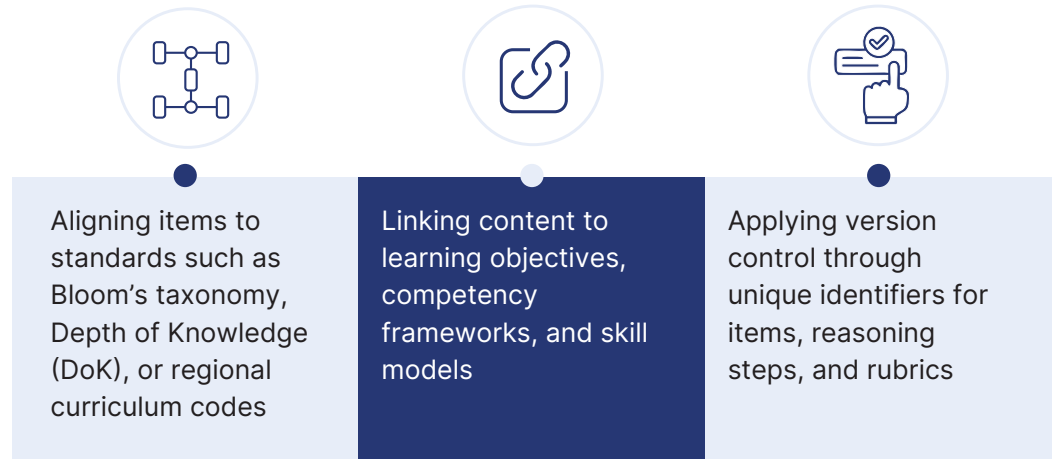 Aligning items to
standards such as
Bloom’s taxonomy,
Depth of Knowledge
(DoK), or regional
curriculum codes
Linking content to
learning objectives,
competency
frameworks, and skill
models
Applying version
control through
unique identifiers for
items, reasoning
steps, and rubrics